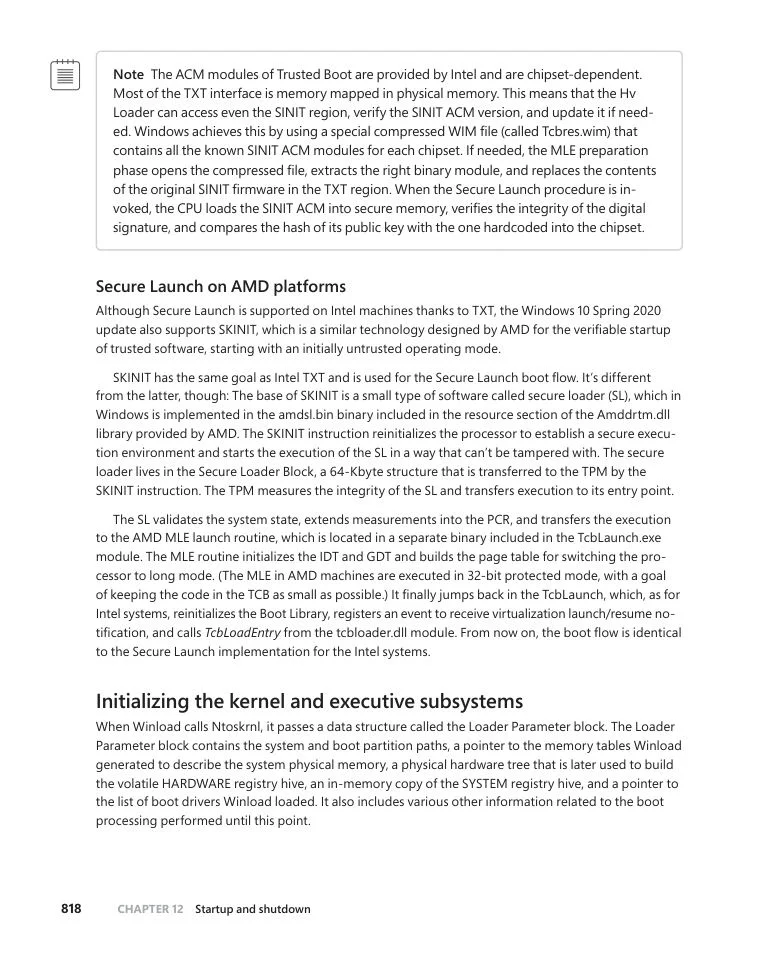 Note The ACM modules of Trusted Boot are provided by Intel and are chipset-dependent.
Most of the TXT interface is memory mapped in physical memory. This means that the Hv
Loader can access even the SINIT region, verify the SINIT ACM version, and update it if need-
ed. Windows achieves this by using a special compressed WIM file (called Tcbres.wim) that
contains all the known SINIT ACM modules for each chipset. If needed, the MLE preparation
phase opens the compressed file, extracts the right binary module, and replaces the contents
of the original SINIT firmware in the TXT region. When the Secure Launch procedure is in-
voked, the CPU loads the SINIT ACM into secure memory, verifies the integrity of the digital
signature, and compares the hash of its public key with the one hardcoded into the chipset.
Secure Launch on AMD platforms
Although Secure Launch is supported on Intel machines thanks to TXT, the Windows 10 Spring 2020
update also supports SKINIT, which is a similar technology designed by AMD for the verifiable startup
of trusted software, starting with an initially untrusted operating mode.
SKINIT has the same goal as Intel TXT and is used for the Secure Launch boot flow. It's different
from the latter, though: The base of SKINIT is a small type of software called secure loader (SL), which in
Windows is implemented in the amdsl.bin binary included in the resource section of the Amddrtm.dll
library provided by AMD. The SKINIT instruction reinitializes the processor to establish a secure execu-
tion environment and starts the execution of the SL in a way that can't be tampered with. The secure
loader lives in the Secure Loader Block, a 64-Kbyte structure that is transferred to the TPM by the
SKINIT instruction. The TPM measures the integrity of the SL and transfers execution to its entry point.
The SL validates the system state, extends measurements into the PCR, and transfers the execution
to the AMD MLE launch routine, which is located in a separate binary included in the TcbLaunch.exe
module. The MLE routine initializes the IDT and GDT and builds the page table for switching the pro-
cessor to long mode. (The MLE in AMD machines are executed in 32-bit protected mode, with a goal
of keeping the code in the TCB as small as possible.) It finally jumps back in the TcbLaunch, which, as for
Intel systems, reinitializes the Boot Library, registers an event to receive virtualization launch/resume no-
tification, and calls TcbLoadEntry from the tcbloader.dll module. From now on, the boot flow is identical
to the Secure Launch implementation for the Intel systems.
Initializing the kernel and executive subsystems
When Winload calls Ntoskrnl, it passes a data structure called the Loader Parameter block. The Loader
Parameter block contains the system and boot partition paths, a pointer to the memory tables Winload
generated to describe the system physical memory, a physical hardware tree that is later used to build
the volatile HARDWARE registry hive, an in-memory copy of the SYSTEM registry hive, and a pointer to
the list of boot drivers Winload loaded. It also includes various other information related to the boot
processing performed until this point.
818 CHAPTER 12 Startup and shutdown